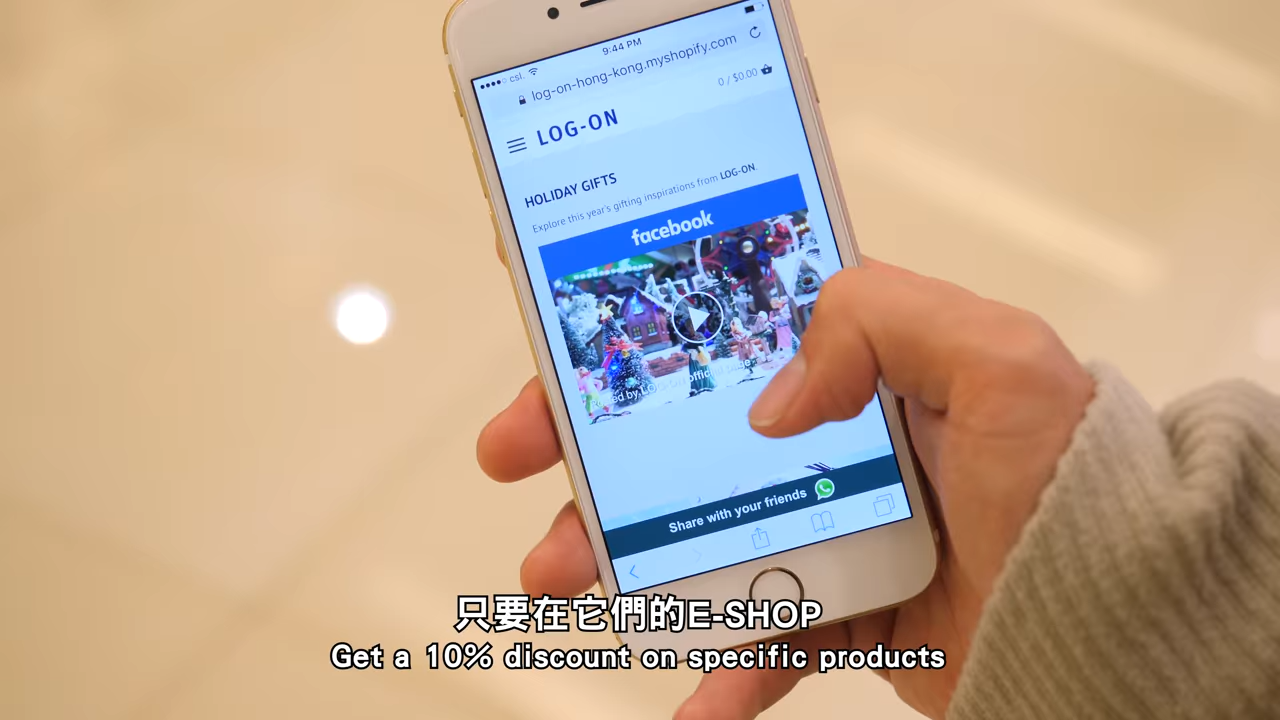 9:44 PM
csl.
log-on-hong-kong.myshopify.com
0 / $0.00
LOG-ON
HOLIDAY GIFTS
Explore this year's gifting inspirations from LOG-ON.
facebook
official page
Share with your friends
只要在它們的E-SHOP
Get a 10% discount on specific products